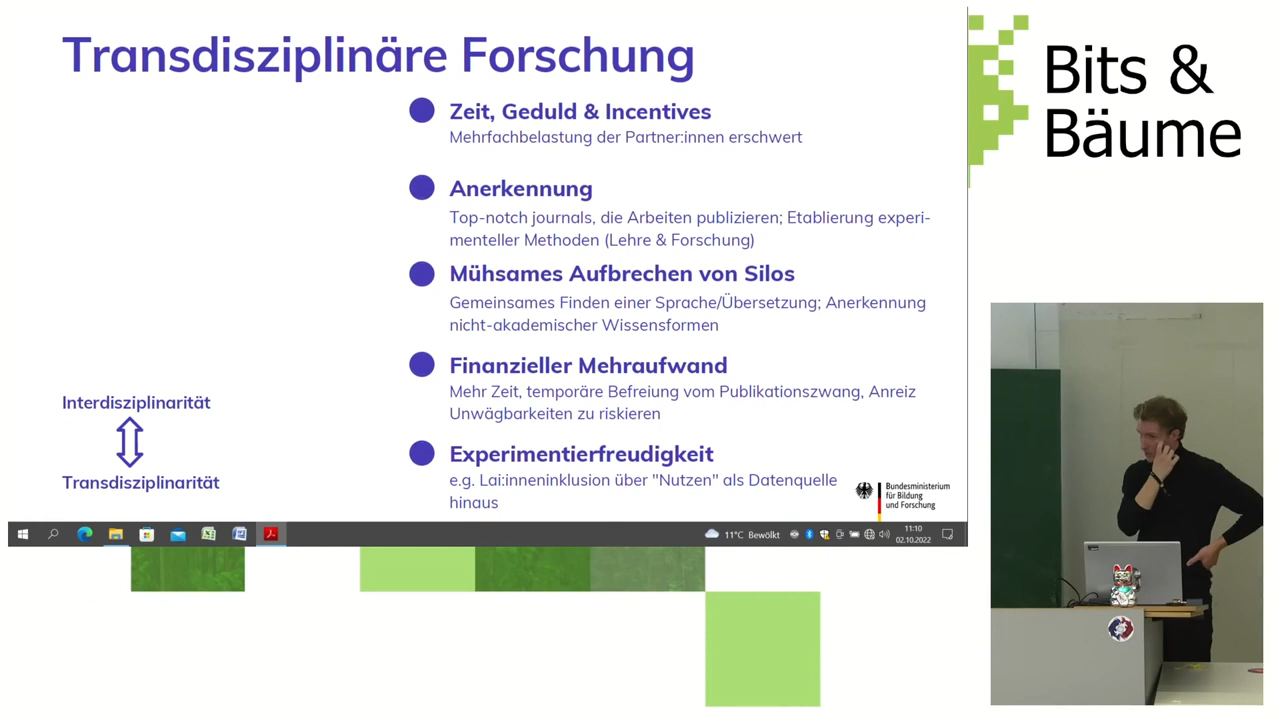 Transdisziplinäre Forschung
Zeit, Geduld & Incentives
Mehrfachbelastung der Partner:innen erschwert
Anerkennung
Top-notch journals, die Arbeiten publizieren; Etablierung experi-
menteller Methoden (Lehre & Forschung)
Mühsames Aufbrechen von Silos
Gemeinsames Finden einer Sprache/Übersetzung; Anerkennung
nicht-akademischer Wissensformen
Finanzieller Mehraufwand
Mehr Zeit, temporäre Befreiung vom Publikationszwang, Anreiz
Unwägbarkeiten zu riskieren
Experimentierfreudigkeit
e.g. Lai:inneninklusion über "Nutzen" als Datenquelle
hinaus
Interdisziplinarität
Transdisziplinarität
Bundesministerium
für Bildung
und Forschung
11°C Bewölkt
11:10
02.10.2022
Bits &
Bäume